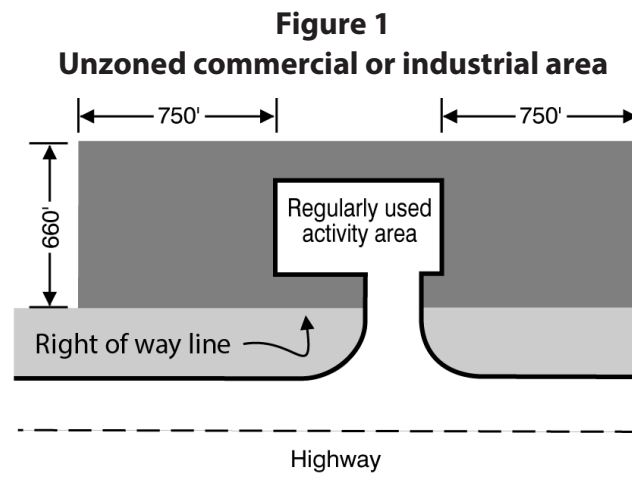 Figure 1
Unzoned commercial or industrial area
750'
750'
660'
Regularly used
activity area
Right of way line
Highway